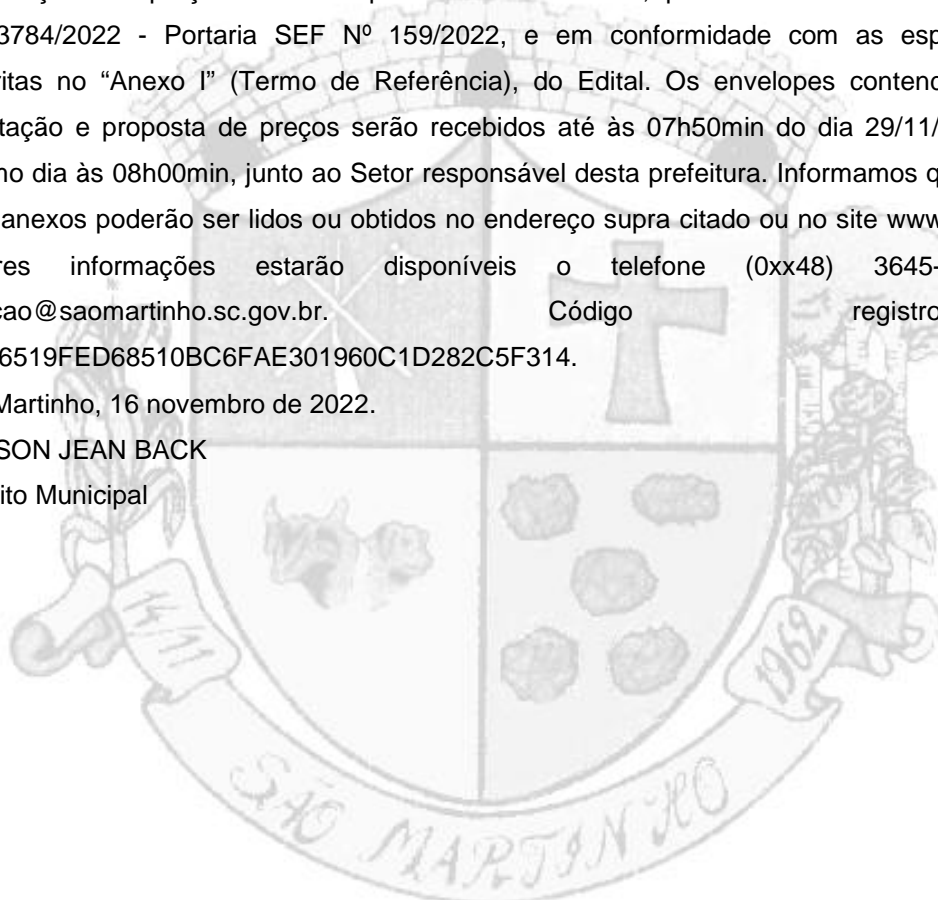 3784/2022 - Portaria SEF Nº 159/2022, e em conformidade com as esp
ritas no “Anexo I” (Termo de Referência), do Edital. Os envelopes contend
tação e proposta de preços serão recebidos até às 07h50min do dia 29/11/
mo dia às 08h00min, junto ao Setor responsável desta prefeitura. Informamos q
anexos poderão ser lidos ou obtidos no endereço supra citado ou no site www
res informações estarão disponíveis o telefone (0xx48) 3645-
cao@saomartinho.sc.gov.br. Código registro
6519FED68510BC6FAE301960C1D282C5F314.
Martinho, 16 novembro de 2022.
SON JEAN BACK
ito Municipal
14/11
1962
SÃO MARTINHO